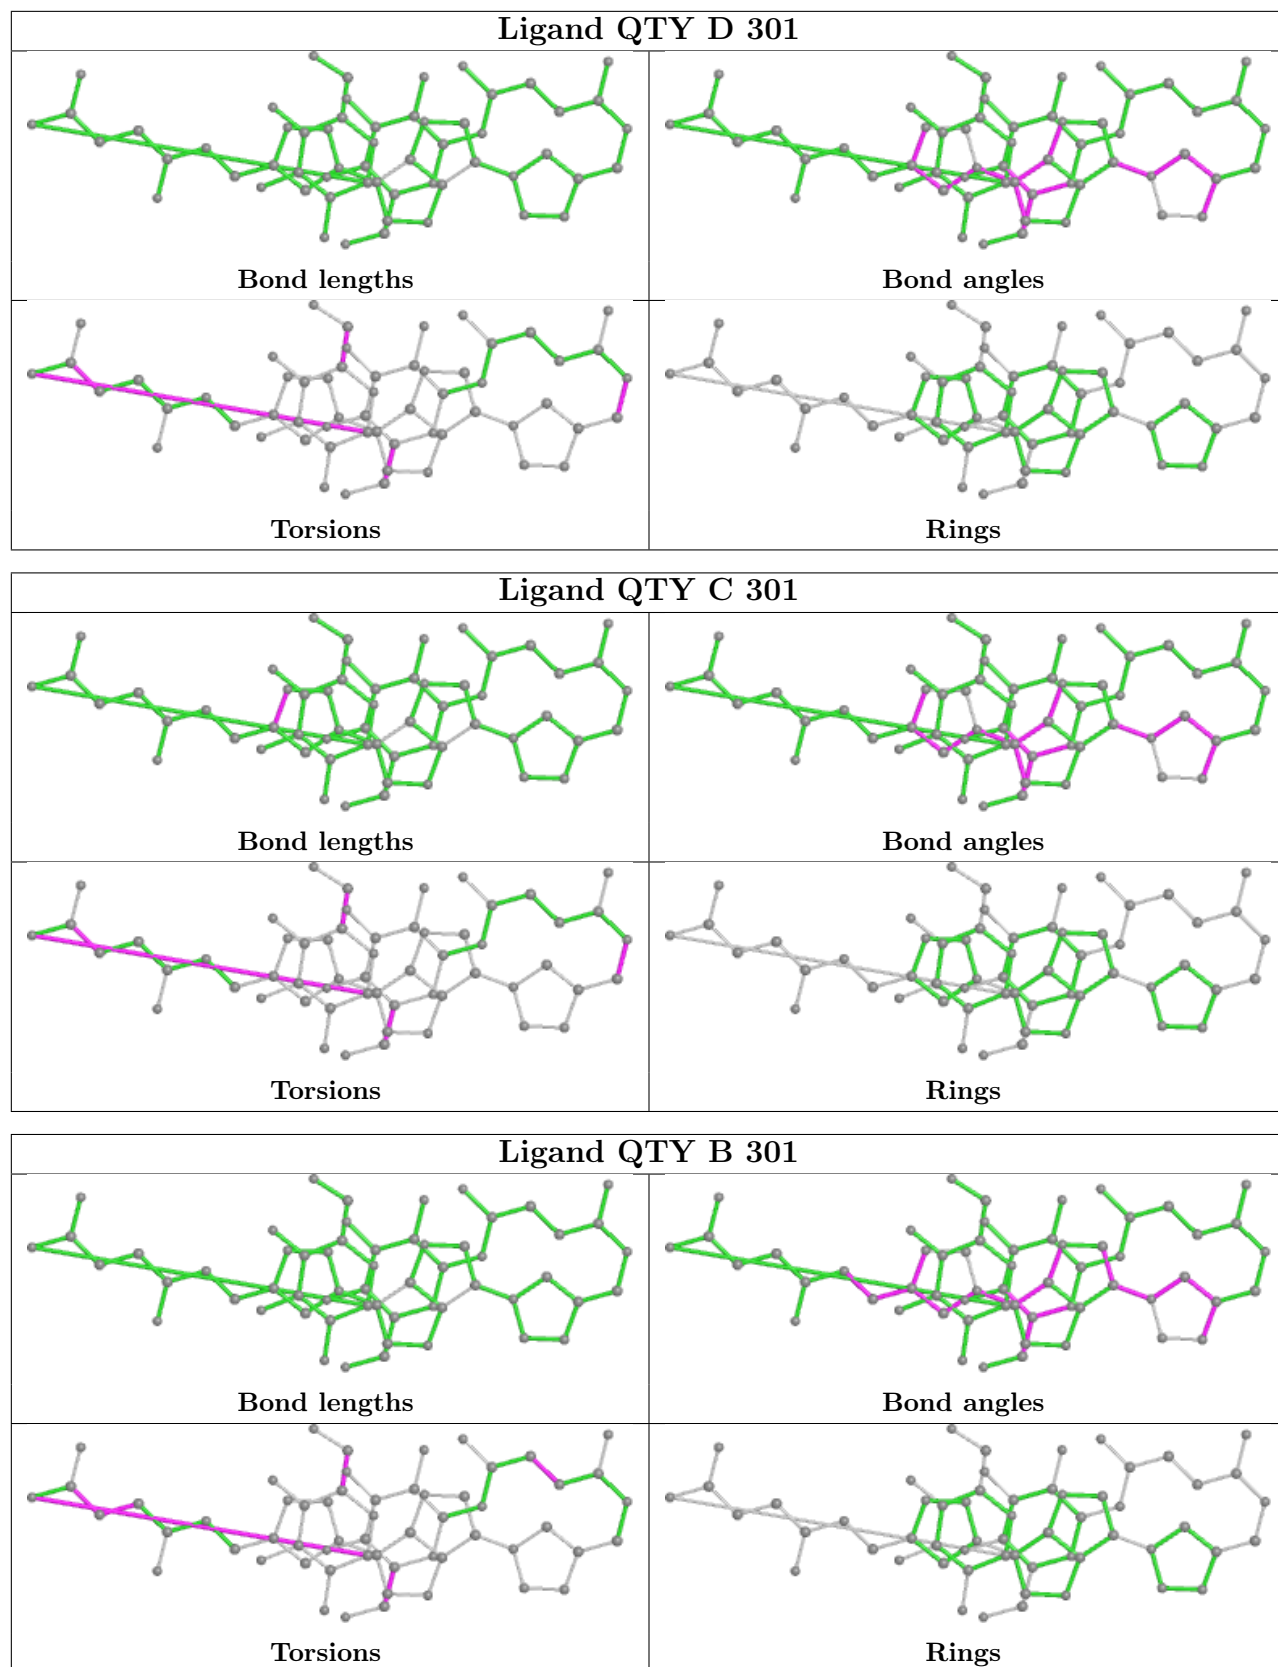 Ligand QTY D 301
Bond lengths
Bond angles
Torsions
Rings
Ligand QTY C 301
Bond lengths
Bond angles
Torsions
Rings
Ligand QTY B 301
Bond lengths
Bond angles
Torsions
Rings